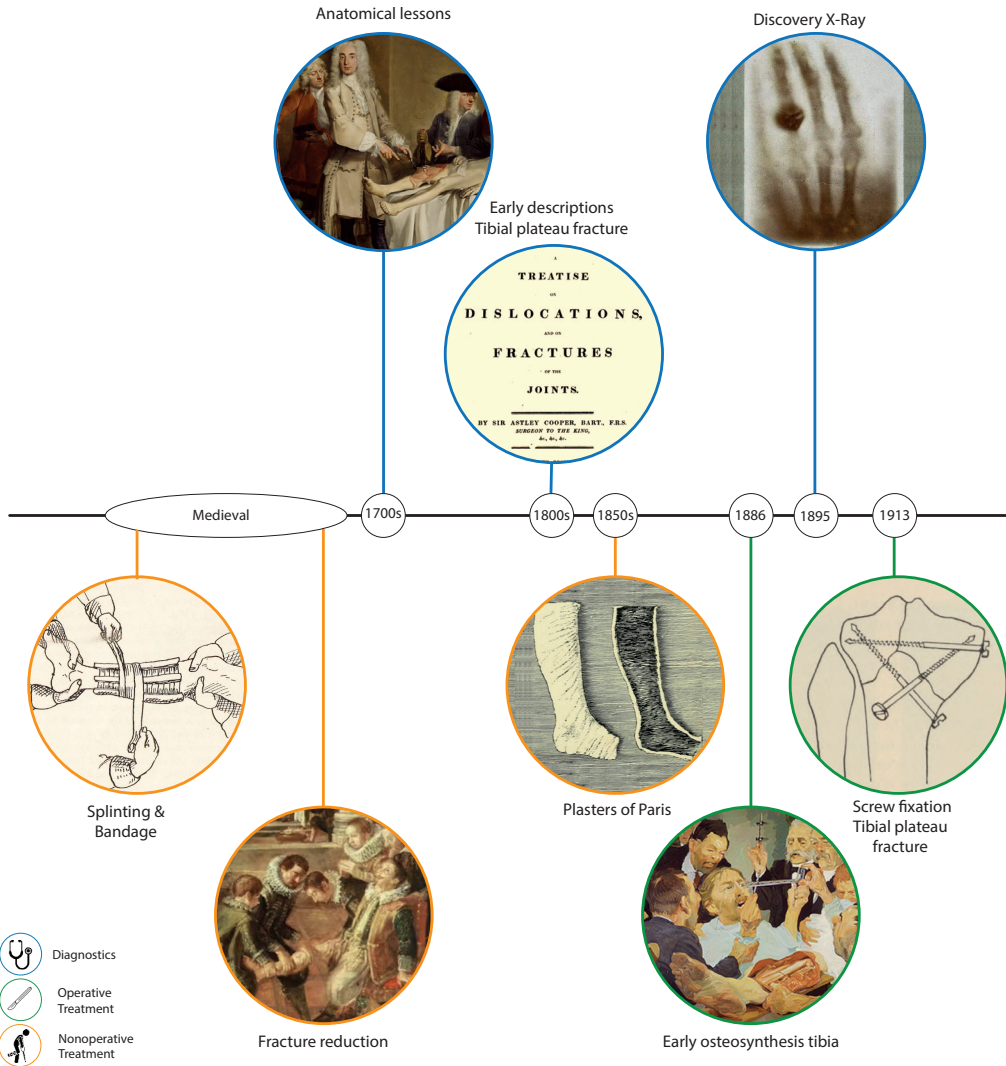 Anatomical lessons
Discovery X-Ray
Early descriptions
Tibial plateau fracture
A
TREATISE
ON
DISLOCATIONS,
AND ON
FRACTURES
OF THE
JOINTS.
BY SIR ASTLEY COOPER, BART., F.R.S.
SURGEON TO THE KING,
&c., &c., &c.
Medieval
1700s
1800s
1850s
1886
1895
1913
Splinting &
Bandage
Plasters of Paris
Screw fixation
Tibial plateau
fracture
Fracture reduction
Early osteosynthesis tibia
Diagnostics
Operative
Treatment
Nonoperative
Treatment